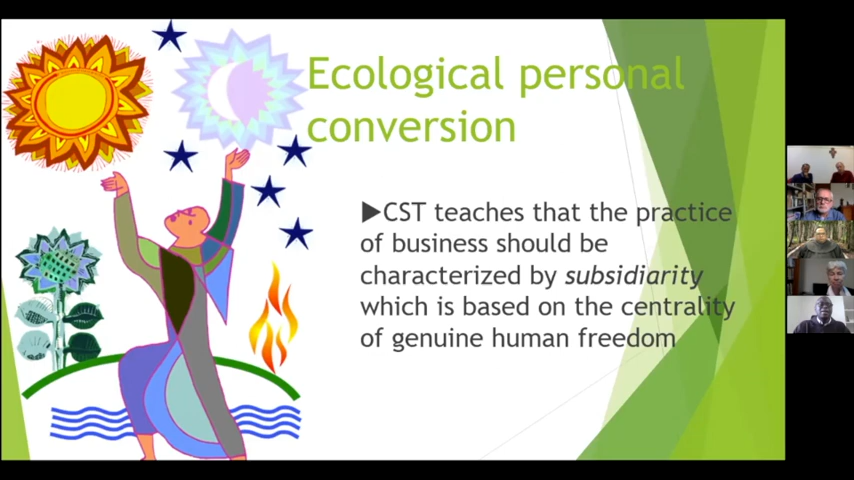 Ecological personal
conversion
▶CST teaches that the practice
of business should be
characterized by subsidiarity
which is based on the centrality
of genuine human freedom